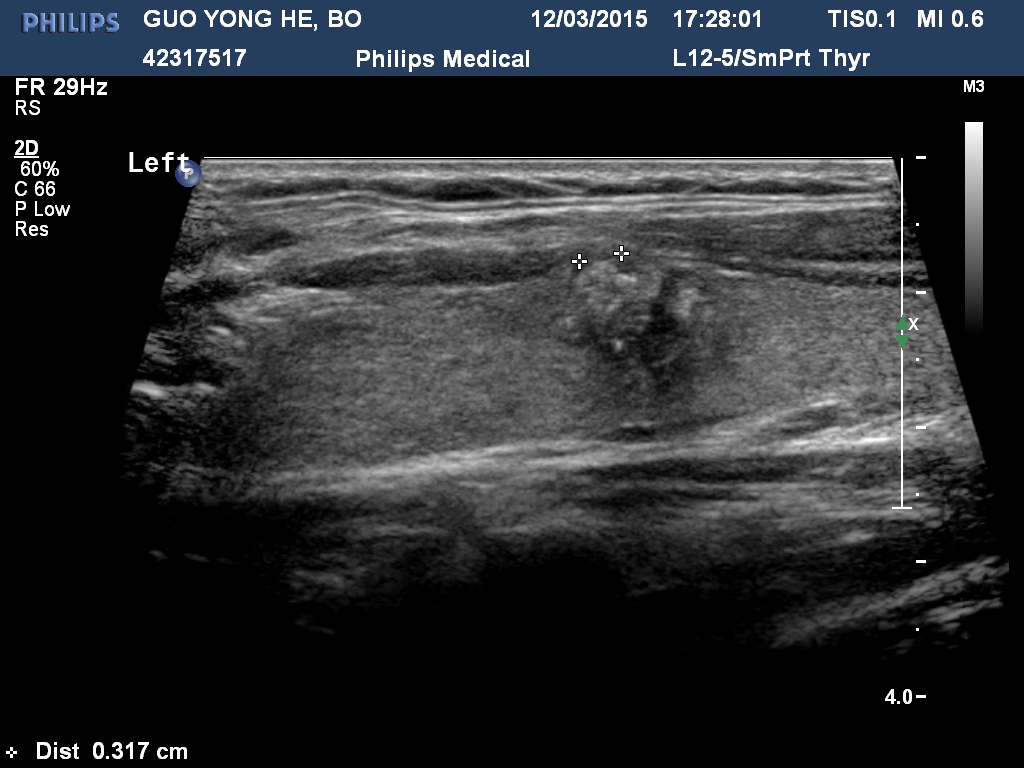 PHILIPS GUO YONG HE, BO 12/03/2015 17:28:01 TIS0.1 MI 0.6
42317517 Philips Medical L12-5/SmPrt Thyr
FR 29Hz
RS
M3
2D
60%
C 66
P Low
Res
Left
P
X
4.0
Dist 0.317 cm